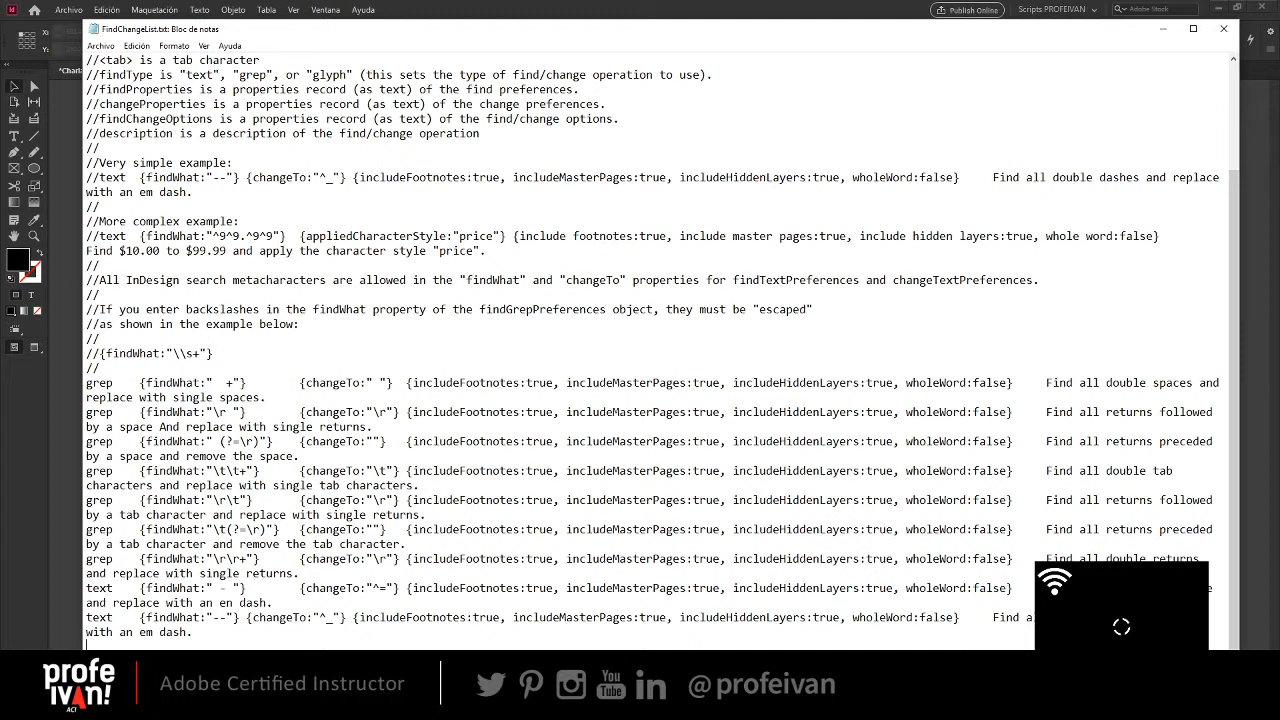 Archivo Edición Maquetación Texto Objeto Tabla Ver Ventana Ayuda Publish Online Scripts PROFEIVAN Adobe Stock
FindChangeList.txt: Bloc de notas
Archivo Edición Formato Ver Ayuda
//<tab> is a tab character
//findType is "text", "grep", or "glyph" (this sets the type of find/change operation to use).
//findProperties is a properties record (as text) of the find preferences.
//changeProperties is a properties record (as text) of the change preferences.
//findChangeOptions is a properties record (as text) of the find/change options.
//description is a description of the find/change operation
//
//Very simple example:
//text {findWhat:"--"} {changeTo:"^_"} {includeFootnotes:true, includeMasterPages:true, includeHiddenLayers:true, wholeWord:false} Find all double dashes and replace
with an em dash.
//
//More complex example:
//text {findWhat:"^9^9.^9^9"} {appliedCharacterStyle:"price"} {include footnotes:true, include master pages:true, include hidden layers:true, whole word:false}
Find $10.00 to $99.99 and apply the character style "price".
//
//All InDesign search metacharacters are allowed in the "findWhat" and "changeTo" properties for findTextPreferences and changeTextPreferences.
//
//If you enter backslashes in the findWhat property of the findGrepPreferences object, they must be "escaped"
//as shown in the example below:
//
//{findWhat:"\\s+"}
//
grep {findWhat:"  +"} {changeTo:" "} {includeFootnotes:true, includeMasterPages:true, includeHiddenLayers:true, wholeWord:false} Find all double spaces and
replace with single spaces.
grep {findWhat:"\r "} {changeTo:"\r"} {includeFootnotes:true, includeMasterPages:true, includeHiddenLayers:true, wholeWord:false} Find all returns followed
by a space And replace with single returns.
grep {findWhat:" (?=\r)"} {changeTo:""} {includeFootnotes:true, includeMasterPages:true, includeHiddenLayers:true, wholeWord:false} Find all returns preceded
by a space and remove the space.
grep {findWhat:"\t\t+"} {changeTo:"\t"} {includeFootnotes:true, includeMasterPages:true, includeHiddenLayers:true, wholeWord:false} Find all double tab
characters and replace with single tab characters.
grep {findWhat:"\r\t"} {changeTo:"\r"} {includeFootnotes:true, includeMasterPages:true, includeHiddenLayers:true, wholeWord:false} Find all returns followed
by a tab character and replace with single returns.
grep {findWhat:"\t(?=\r)"} {changeTo:""} {includeFootnotes:true, includeMasterPages:true, includeHiddenLayers:true, wholeWord:false} Find all returns preceded
by a tab character and remove the tab character.
grep {findWhat:"\r\r+"} {changeTo:"\r"} {includeFootnotes:true, includeMasterPages:true, includeHiddenLayers:true, wholeWord:false} Find all double returns
and replace with single returns.
text {findWhat:" - "} {changeTo:"^="} {includeFootnotes:true, includeMasterPages:true, includeHiddenLayers:true, wholeWord:false}
and replace with an en dash.
text {findWhat:"--"} {changeTo:"^_"} {includeFootnotes:true, includeMasterPages:true, includeHiddenLayers:true, wholeWord:false} Find
with an em dash.
profe
iván!
ACI
Adobe Certified Instructor
You
Tube
@profeivan